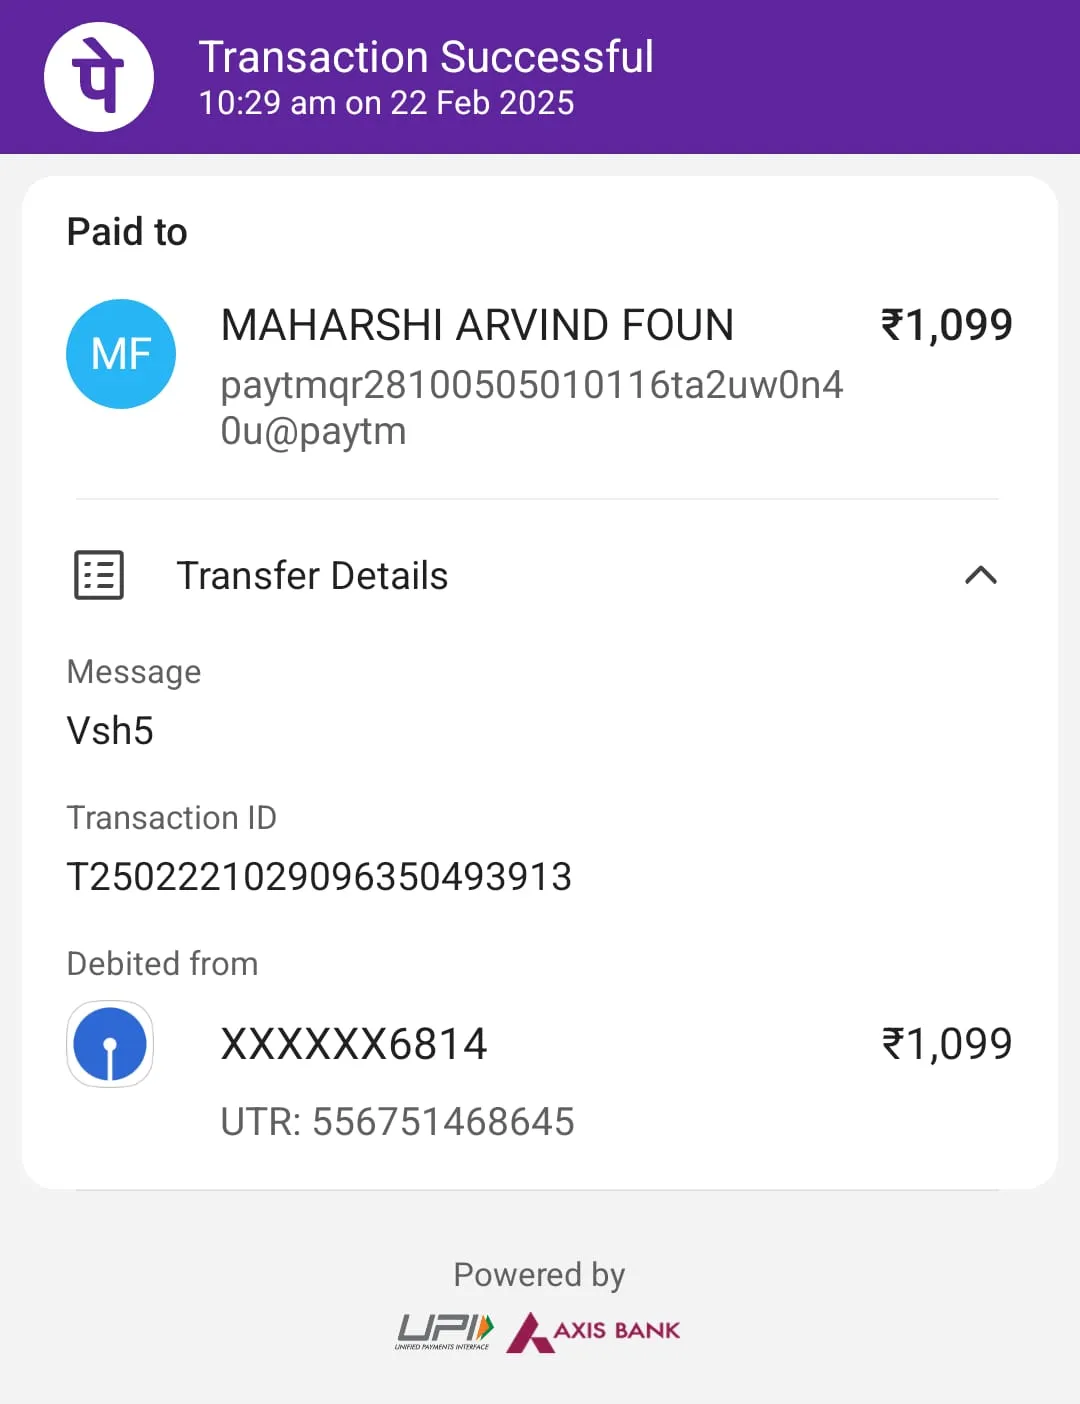 पे
Transaction Successful
10:29 am on 22 Feb 2025
Paid to
MF
MAHARSHI ARVIND FOUN
₹1,099
paytmqr28100505010116ta2uw0n4
0u@paytm
Transfer Details
Message
Vsh5
Transaction ID
T2502221029096350493913
Debited from
XXXXXX6814
₹1,099
UTR: 556751468645
Powered by
UPI
UNIFIED PAYMENTS INTERFACE
AXIS BANK